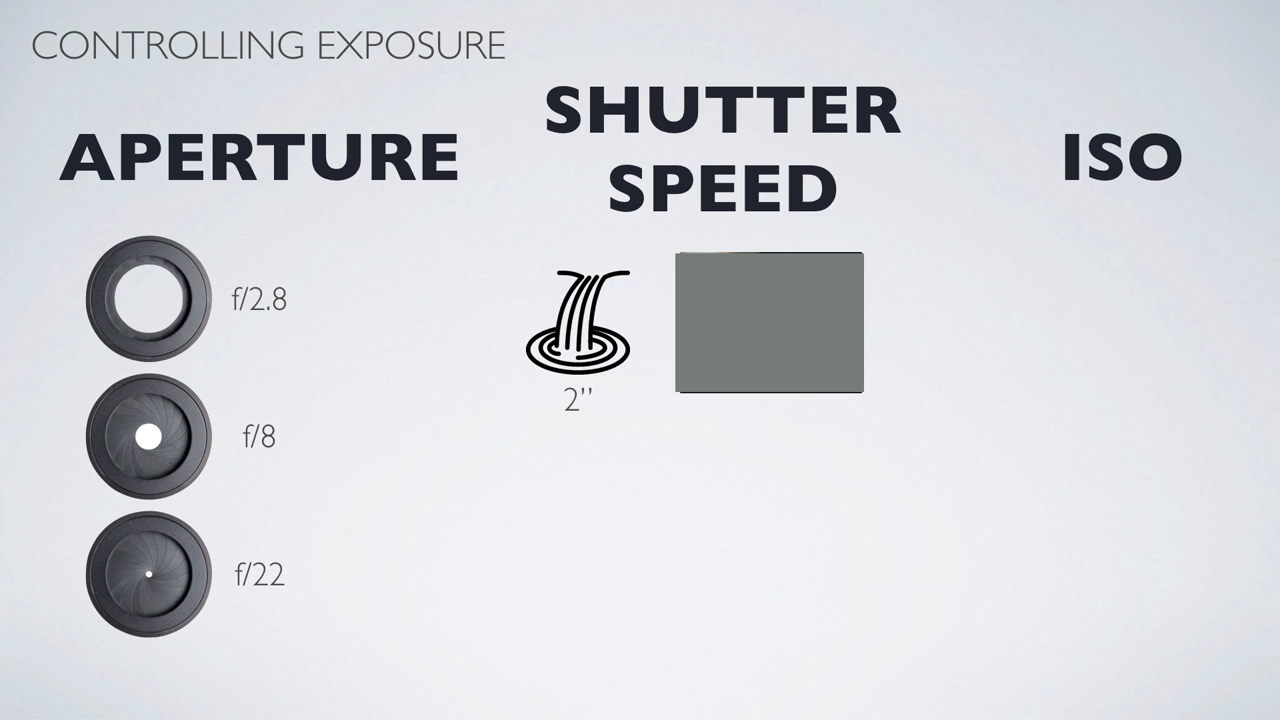 CONTROLLING EXPOSURE
APERTURE
SHUTTER
SPEED
ISO
f/2.8
f/8
f/22
2’’